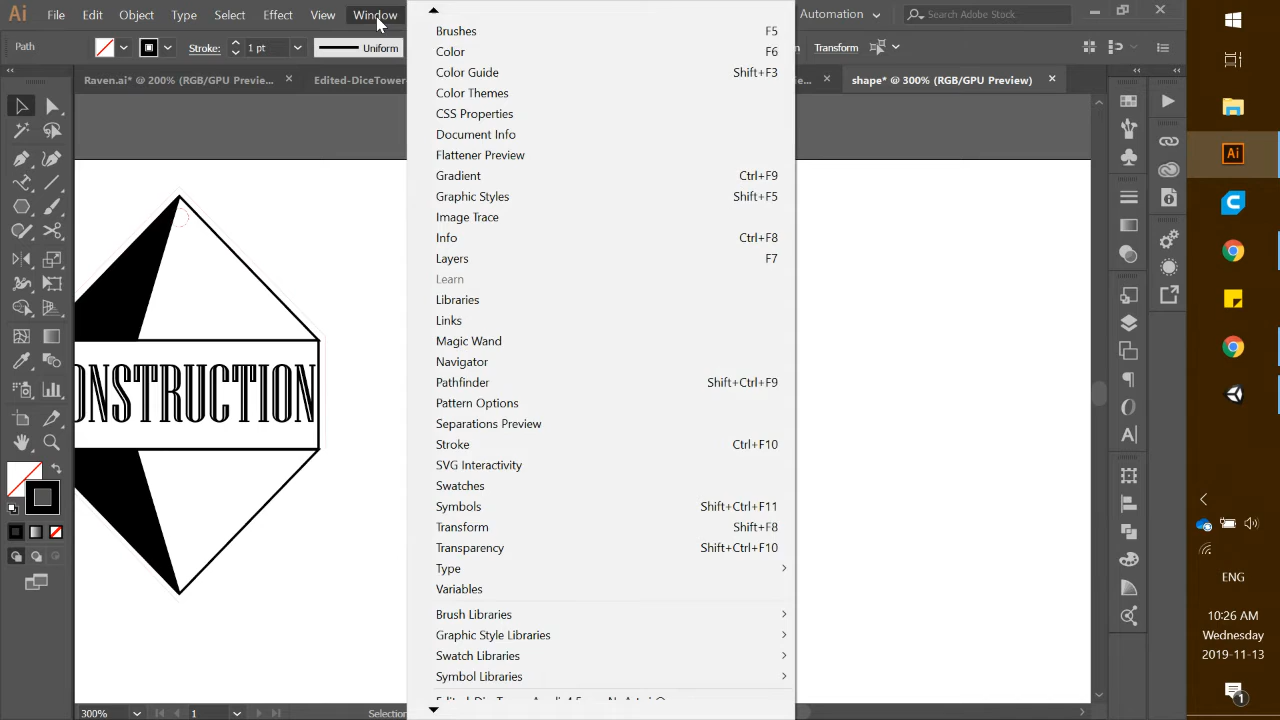 Ai File Edit Object Type Select Effect View Window Automation Search Adobe Stock
Path Stroke: 1 pt Uniform Transform
Raven.ai* @ 200% (RGB/GPU Previe... × Edited-DiceTower- × shape* @ 300% (RGB/GPU Preview) ×
Brushes F5
Color F6
Color Guide Shift+F3
Color Themes
CSS Properties
Document Info
Flattener Preview
Gradient Ctrl+F9
Graphic Styles Shift+F5
Image Trace
Info Ctrl+F8
Layers F7
Learn
Libraries
Links
Magic Wand
Navigator
Pathfinder Shift+Ctrl+F9
Pattern Options
Separations Preview
Stroke Ctrl+F10
SVG Interactivity
Swatches
Symbols Shift+Ctrl+F11
Transform Shift+F8
Transparency Shift+Ctrl+F10
Type
Variables
Brush Libraries
Graphic Style Libraries
Swatch Libraries
Symbol Libraries
ONSTRUCTION
300% 1 Selection
Ai
ENG
10:26 AM
Wednesday
2019-11-13
1